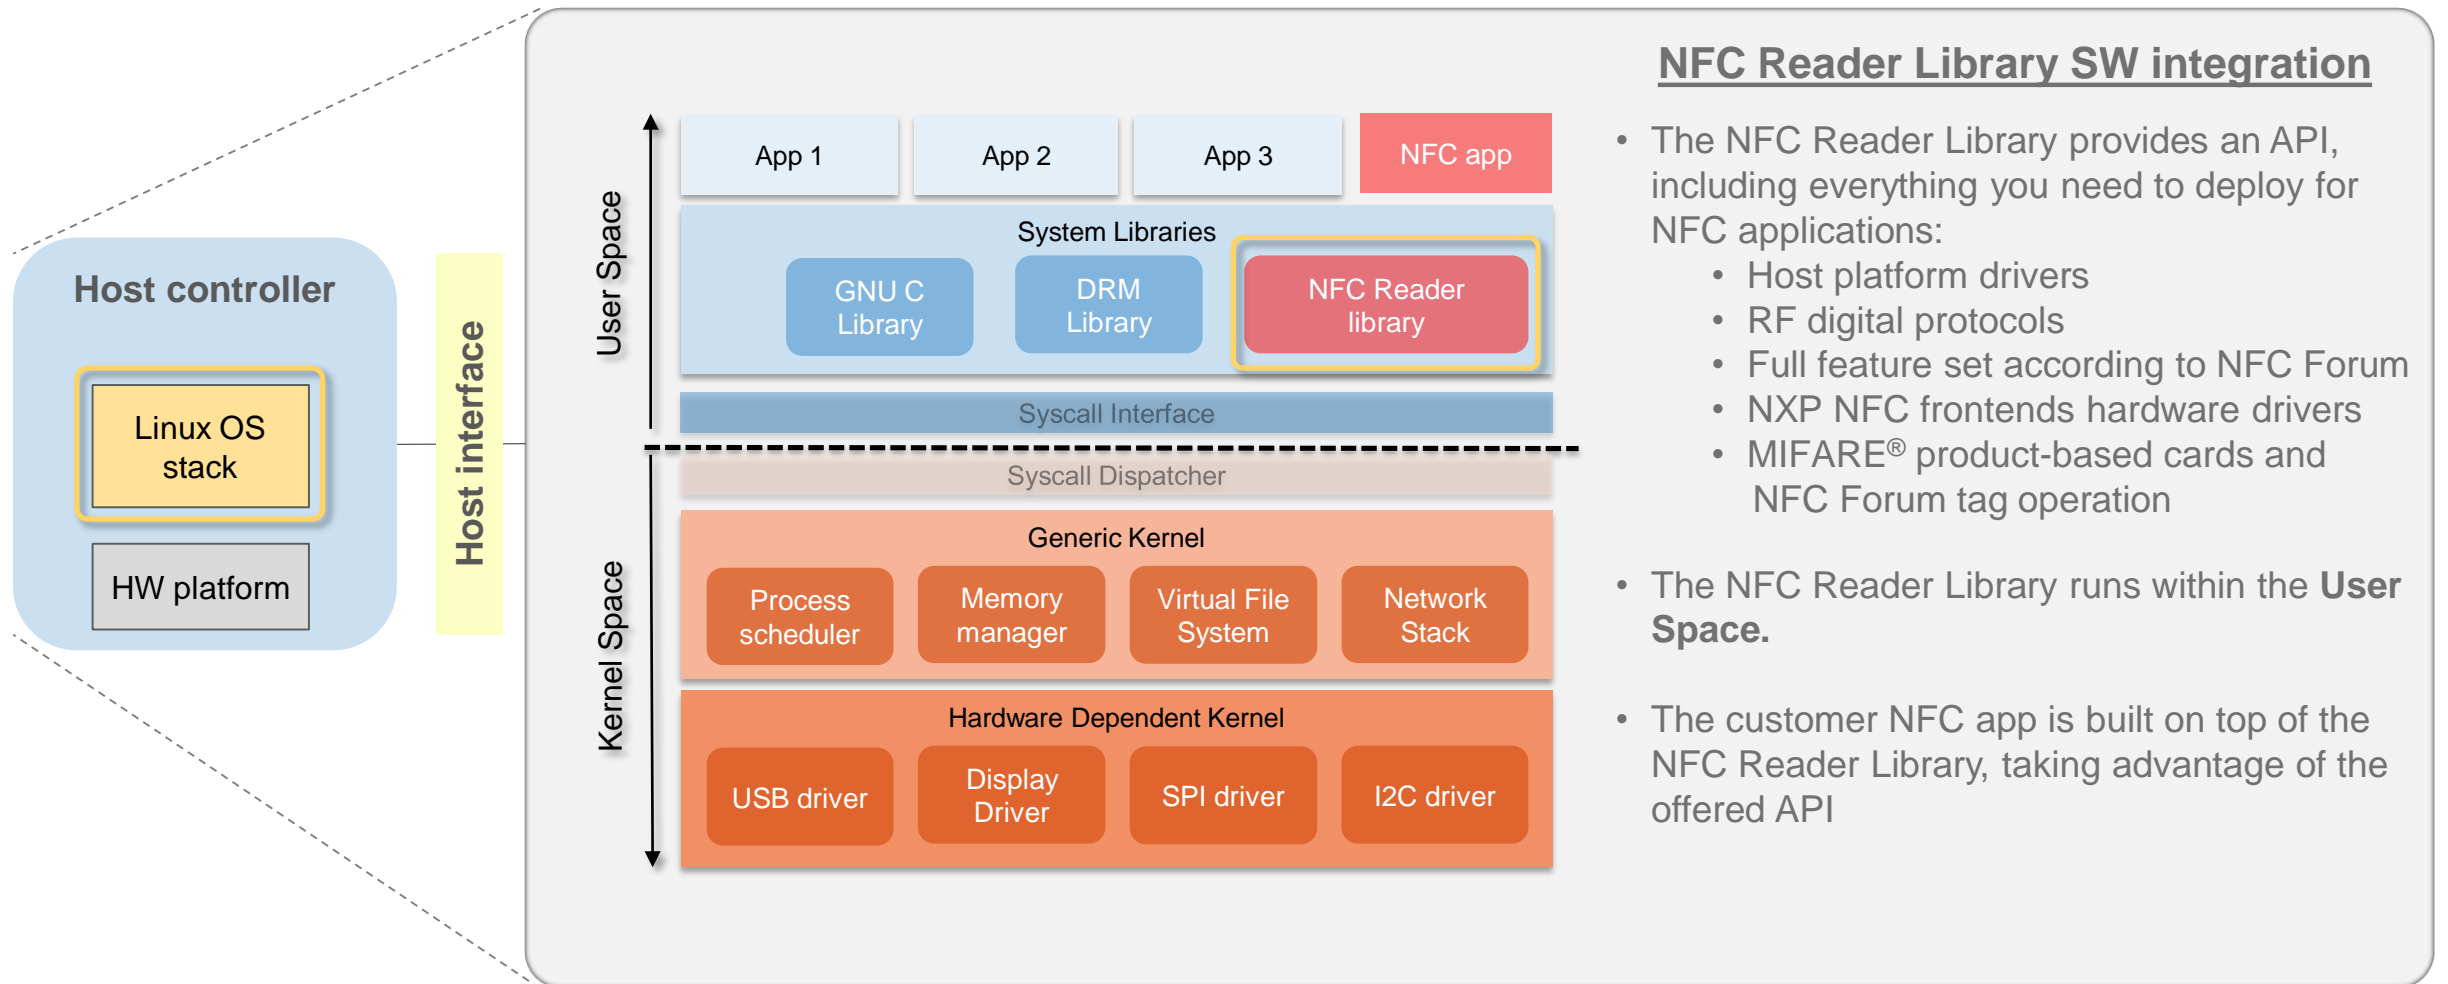 Host controller
Linux OS
stack
HW platform
Host interface
User Space
Kernel Space
App 1
App 2
App 3
NFC app
System Libraries
GNU C
Library
DRM
Library
NFC Reader
library
Syscall Interface
Syscall Dispatcher
Generic Kernel
Process
scheduler
Memory
manager
Virtual File
System
Network
Stack
Hardware Dependent Kernel
USB driver
Display
Driver
SPI driver
I2C driver
NFC Reader Library SW integration
• The NFC Reader Library provides an API,
including everything you need to deploy for
NFC applications:
• Host platform drivers
• RF digital protocols
• Full feature set according to NFC Forum
• NXP NFC frontends hardware drivers
• MIFARE® product-based cards and
NFC Forum tag operation
• The NFC Reader Library runs within the User
Space.
• The customer NFC app is built on top of the
NFC Reader Library, taking advantage of the
offered API